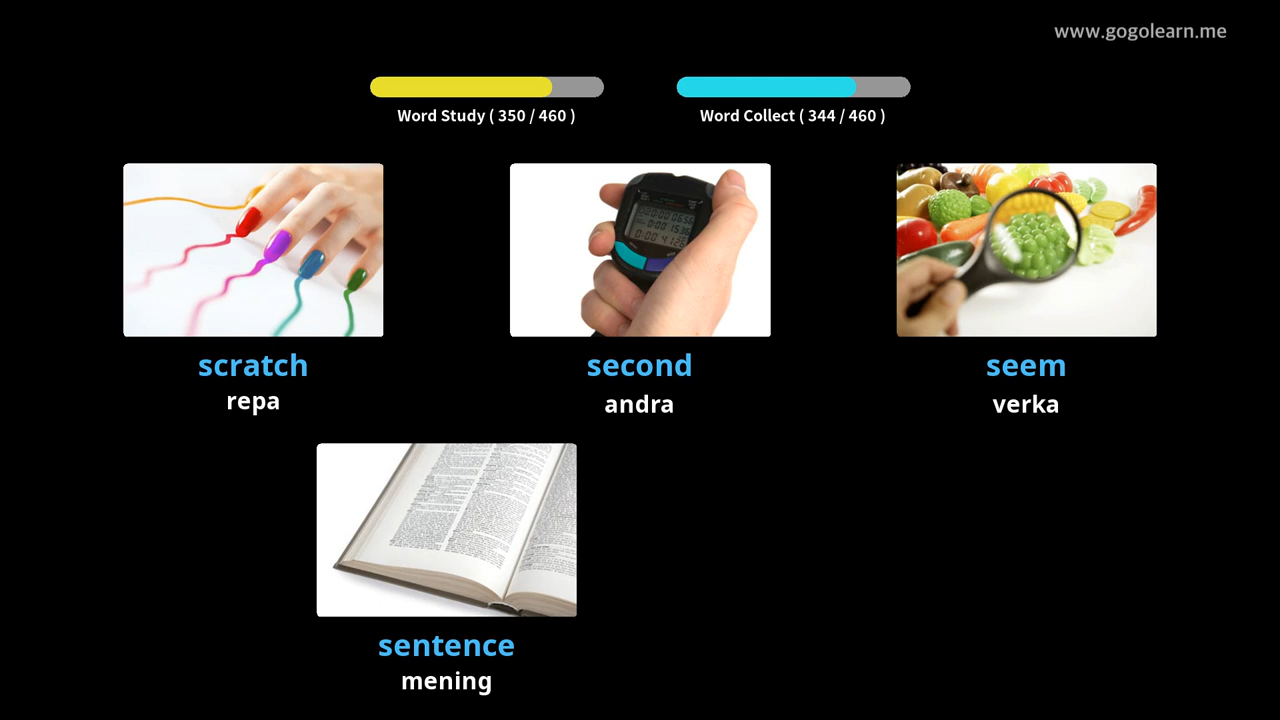 www.gogolearn.me
Word Study ( 350 / 460 )
Word Collect ( 344 / 460 )
scratch
repa
second
andra
seem
verka
sentence
mening